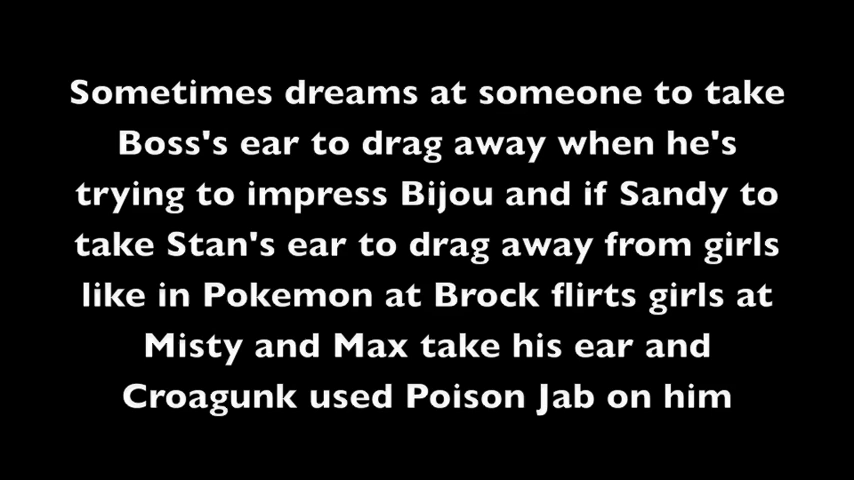 Sometimes dreams at someone to take
Boss's ear to drag away when he's
trying to impress Bijou and if Sandy to
take Stan's ear to drag away from girls
like in Pokemon at Brock flirts girls at
Misty and Max take his ear and
Croagunk used Poison Jab on him